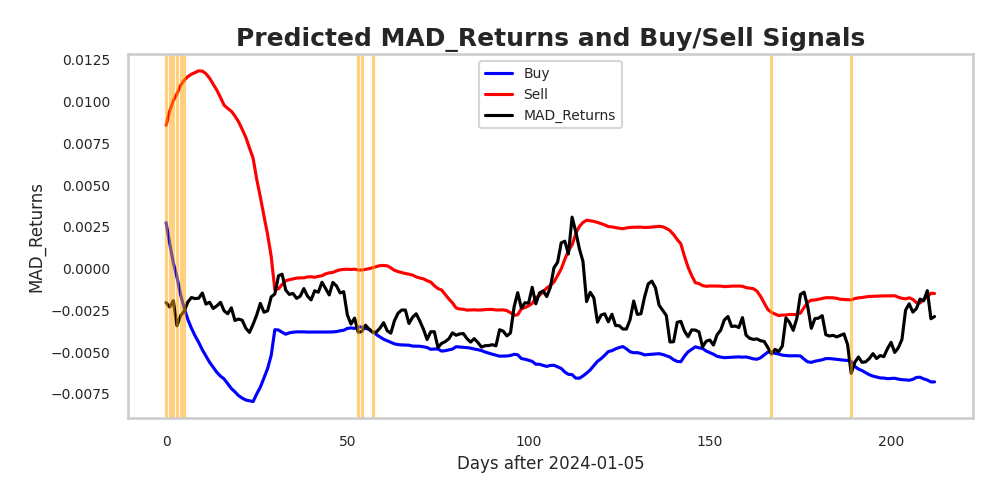 Predicted MAD_Returns and Buy/Sell Signals
Buy
Sell
MAD_Returns
MAD_Returns
0.0125
0.0100
0.0075
0.0050
0.0025
0.0000
−0.0025
−0.0050
−0.0075
0 50 100 150 200
Days after 2024-01-05